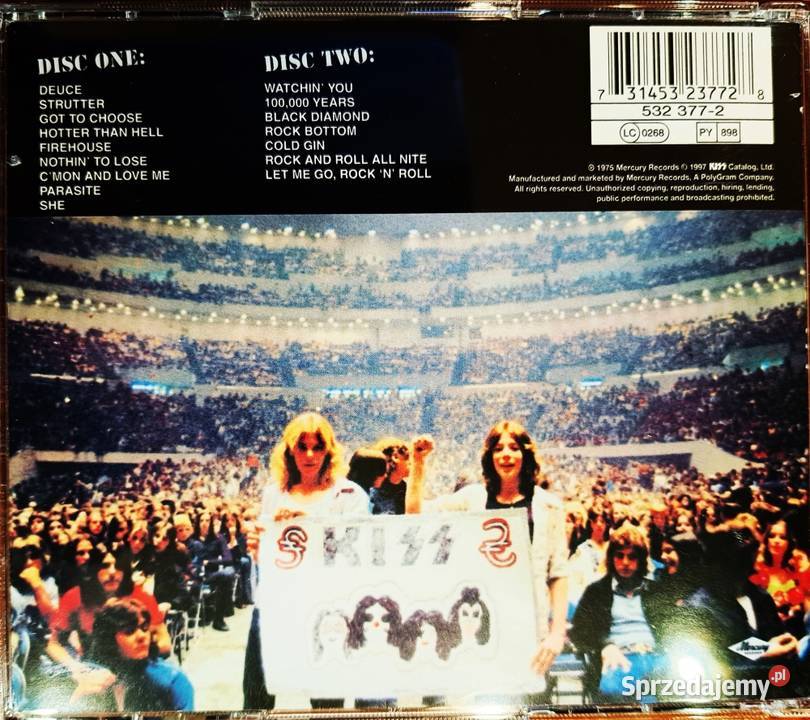 DISC ONE:
DEUCE
STRUTTER
GOT TO CHOOSE
HOTTER THAN HELL
FIREHOUSE
NOTHIN' TO LOSE
C'MON AND LOVE ME
PARASITE
SHE
DISC TWO:
WATCHIN' YOU
100,000 YEARS
BLACK DIAMOND
ROCK BOTTOM
COLD GIN
ROCK AND ROLL ALL NITE
LET ME GO, ROCK 'N' ROLL
7 31453 23772 8
532 377-2
LC 0268 PY 898
℗ 1975 Mercury Records © 1997 KISS Catalog, Ltd.
Manufactured and marketed by Mercury Records, A PolyGram Company.
All rights reserved. Unauthorized copying, reproduction, hiring, lending,
public performance and broadcasting prohibited.
KISS
Mercury
Sprzedajemy.pl